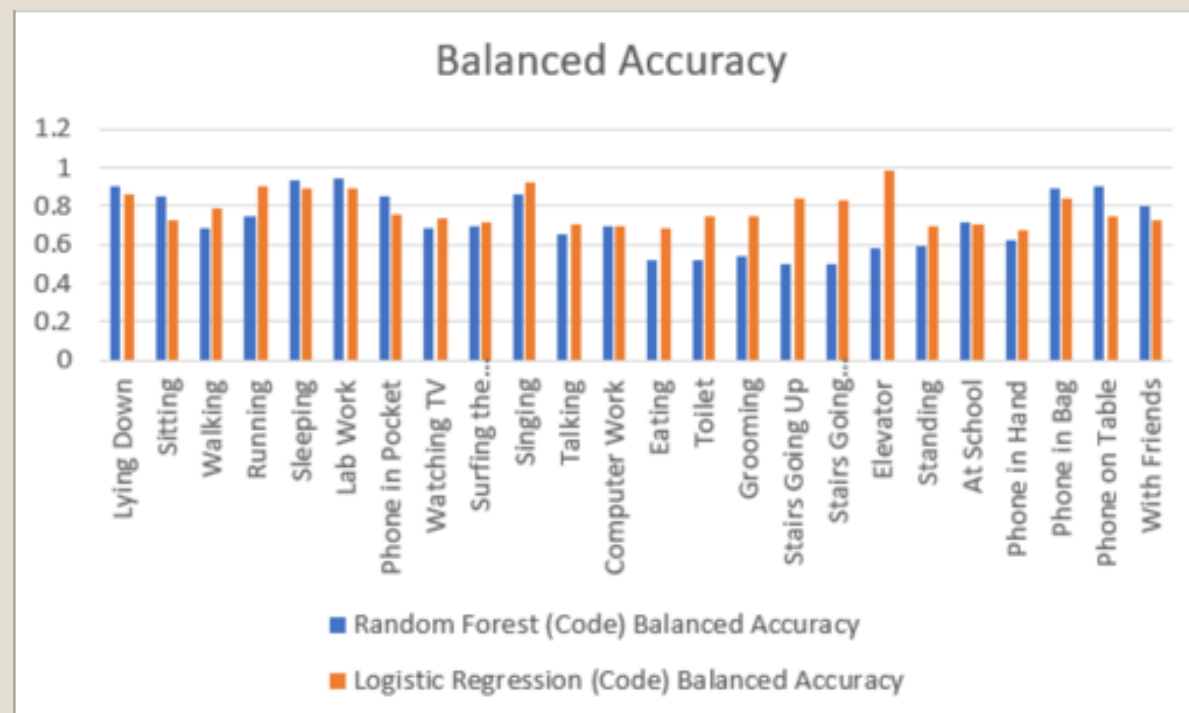 Balanced Accuracy
1.2
1
0.8
0.6
0.4
0.2
0
Lying Down
Sitting
Walking
Running
Sleeping
Lab Work
Phone in Pocket
Watching TV
Surfing the...
Singing
Talking
Computer Work
Eating
Toilet
Grooming
Stairs Going Up
Stairs Going...
Elevator
Standing
At School
Phone in Hand
Phone in Bag
Phone on Table
With Friends
Random Forest (Code) Balanced Accuracy
Logistic Regression (Code) Balanced Accuracy